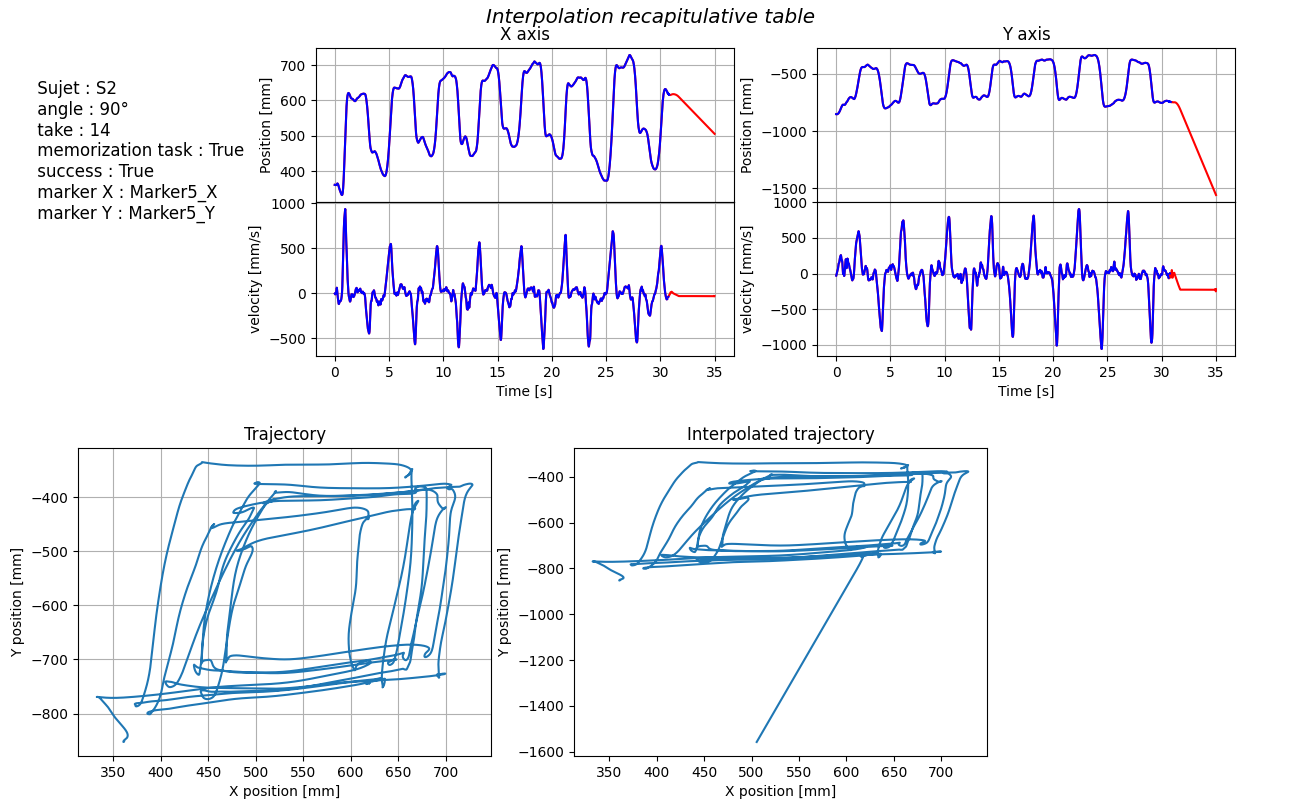 Interpolation recapitulative table
Sujet : S2
angle : 90°
take : 14
memorization task : True
success : True
marker X : Marker5_X
marker Y : Marker5_Y
X axis
Position [mm]
700
600
500
400
velocity [mm/s]
1000
500
0
−500
0 5 10 15 20 25 30 35
Time [s]
Y axis
Position [mm]
−500
−1000
−1500
velocity [mm/s]
1000
500
0
−500
−1000
0 5 10 15 20 25 30 35
Time [s]
Trajectory
Y position [mm]
−400
−500
−600
−700
−800
350 400 450 500 550 600 650 700
X position [mm]
Interpolated trajectory
Y position [mm]
−400
−600
−800
−1000
−1200
−1400
−1600
350 400 450 500 550 600 650 700
X position [mm]